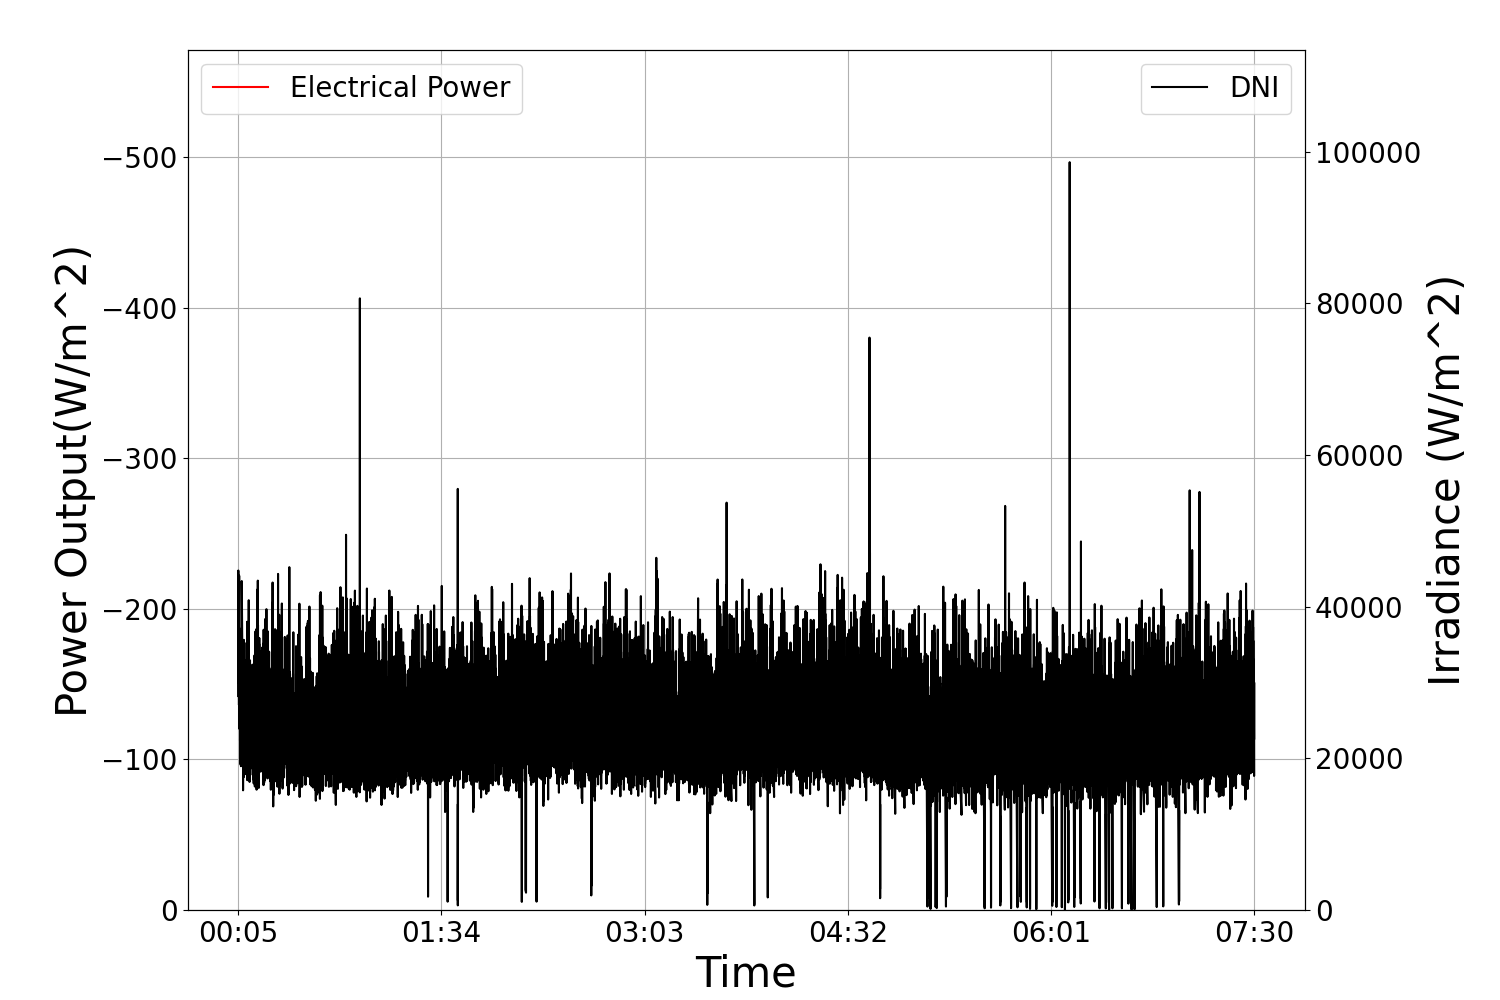 Electrical Power
DNI
−500
−400
−300
−200
−100
0
100000
80000
60000
40000
20000
0
Power Output(W/m^2)
Irradiance (W/m^2)
00:05 01:34 03:03 04:32 06:01 07:30
Time